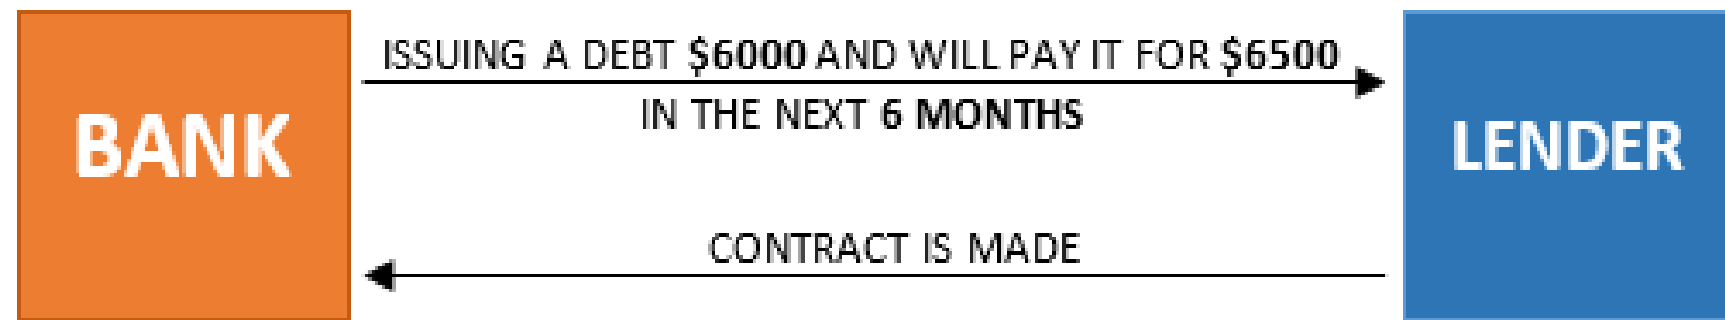 BANK
ISSUING A DEBT $6000 AND WILL PAY IT FOR $6500
IN THE NEXT 6 MONTHS
CONTRACT IS MADE
LENDER